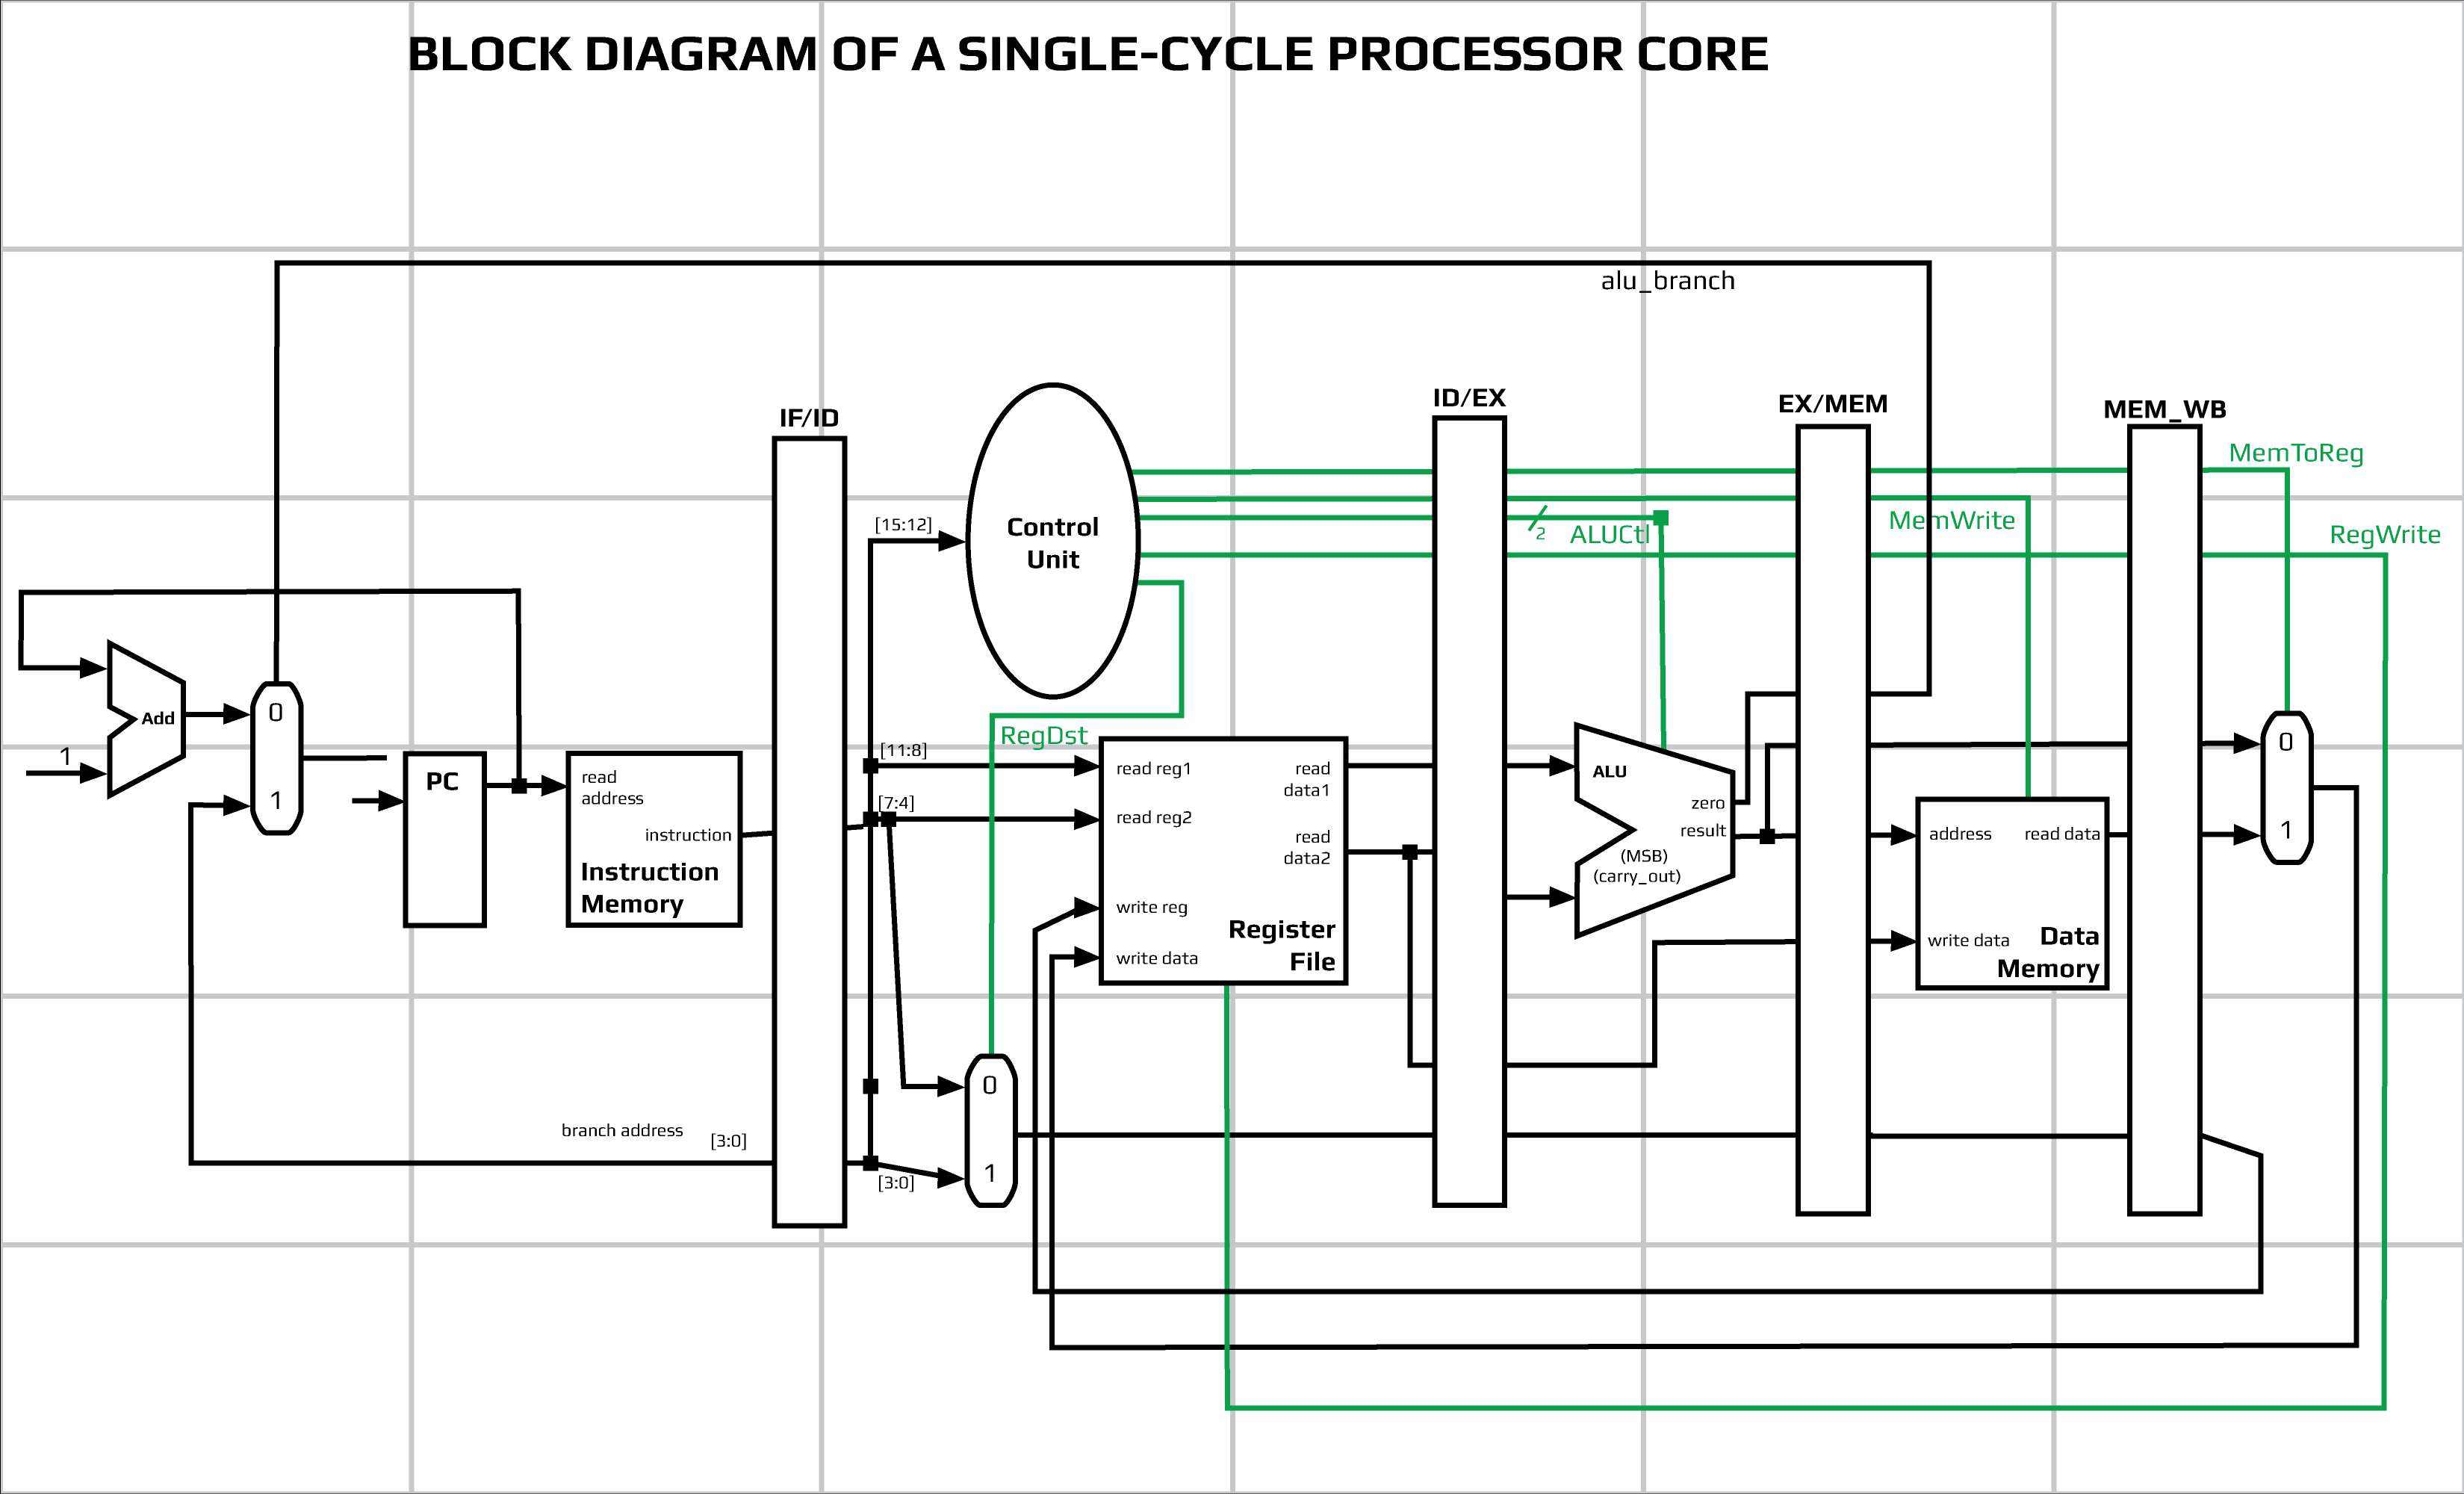 BLOCK DIAGRAM OF A SINGLE-CYCLE PROCESSOR CORE
alu_branch
ID/EX
EX/MEM
MEM_WB
IF/ID
MemToReg
[15:12]
Control
Unit
2
ALUCtl
MemWrite
RegWrite
Add
1
0
1
PC
read
address
instruction
Instruction
Memory
[11:8]
[7:4]
RegDst
read reg1
read reg2
write reg
write data
read
data1
read
data2
Register
File
ALU
zero
result
(MSB)
(carry_out)
address
read data
write data
Data
Memory
0
1
branch address
[3:0]
[3:0]
0
1